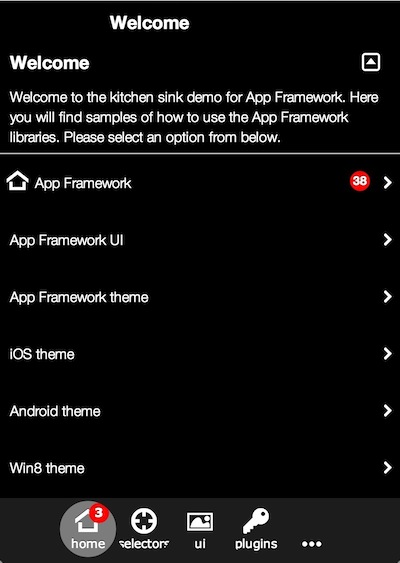 Welcome
Welcome
Welcome to the kitchen sink demo for App Framework. Here
you will find samples of how to use the App Framework
libraries. Please select an option from below.
App Framework 38
App Framework UI
App Framework theme
iOS theme
Android theme
Win8 theme
3
home selectors ui plugins